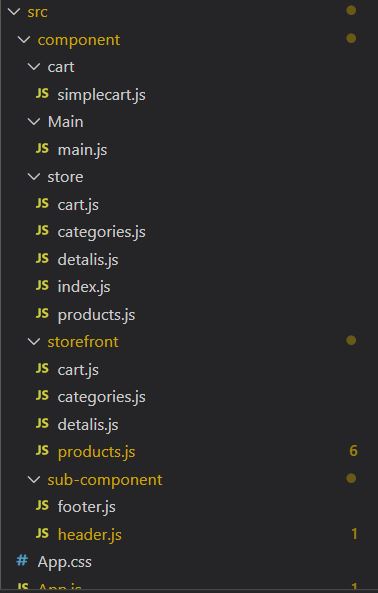 src
component
cart
JS simplecart.js
Main
JS main.js
store
JS cart.js
JS categories.js
JS detalis.js
JS index.js
JS products.js
storefront
JS cart.js
JS categories.js
JS detalis.js
JS products.js 6
sub-component
JS footer.js
JS header.js 1
# App.css
JS App.js 1